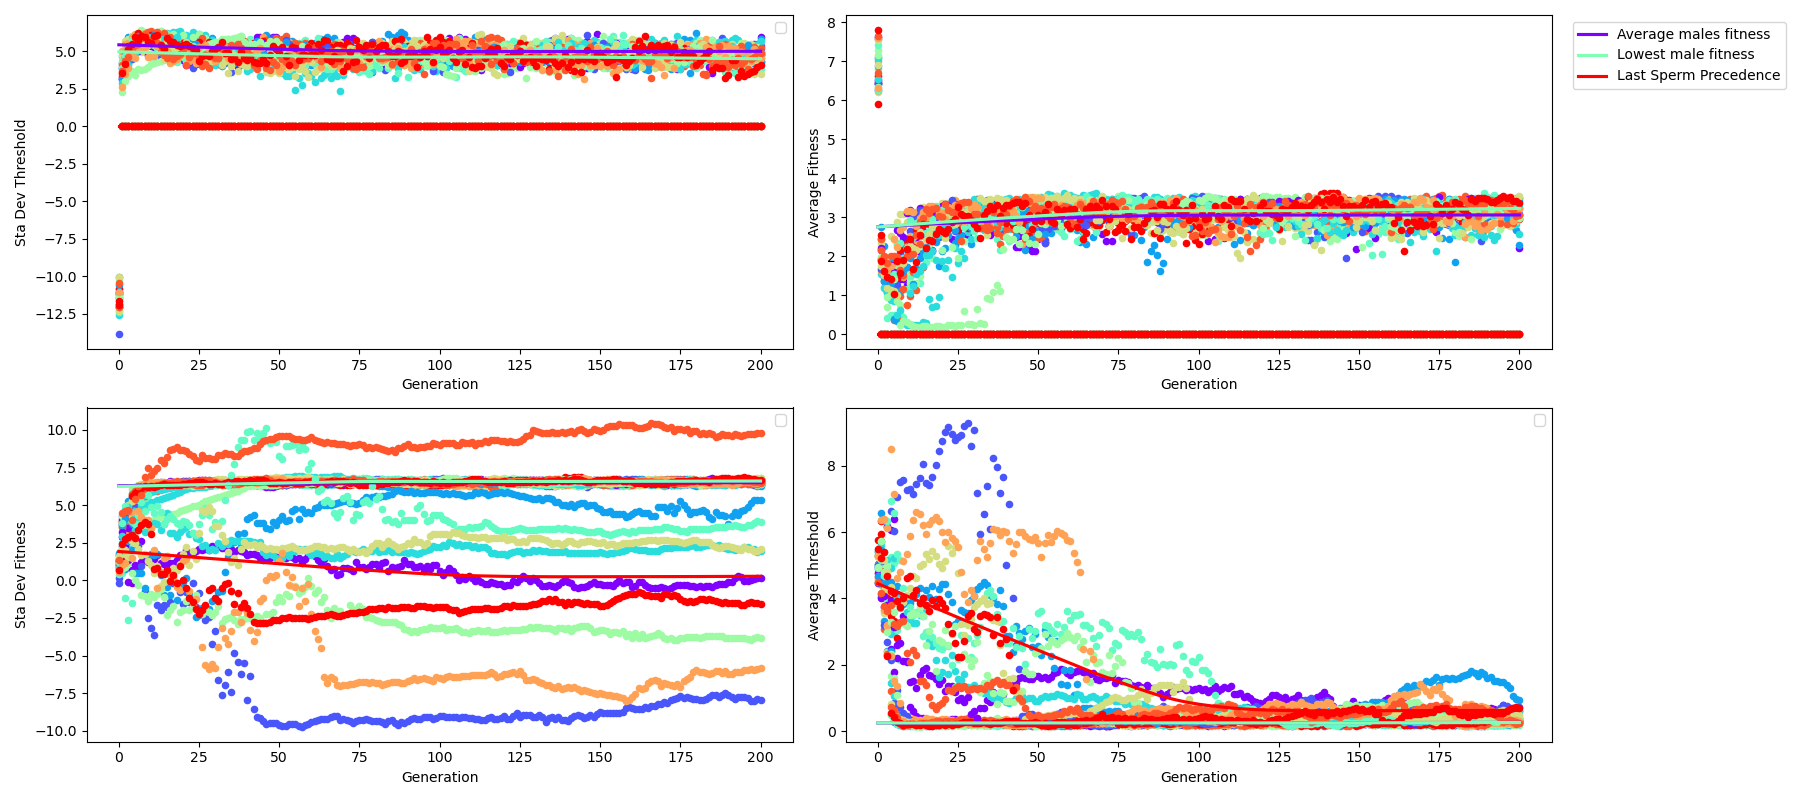 Sta Dev Threshold
5.0
2.5
0.0
−2.5
−5.0
−7.5
−10.0
−12.5
0 25 50 75 100 125 150 175 200
Generation
Average Fitness
8
7
6
5
4
3
2
1
0
0 25 50 75 100 125 150 175 200
Generation
Average males fitness
Lowest male fitness
Last Sperm Precedence
Sta Dev Fitness
10.0
7.5
5.0
2.5
0.0
−2.5
−5.0
−7.5
−10.0
0 25 50 75 100 125 150 175 200
Generation
Average Threshold
8
6
4
2
0
0 25 50 75 100 125 150 175 200
Generation